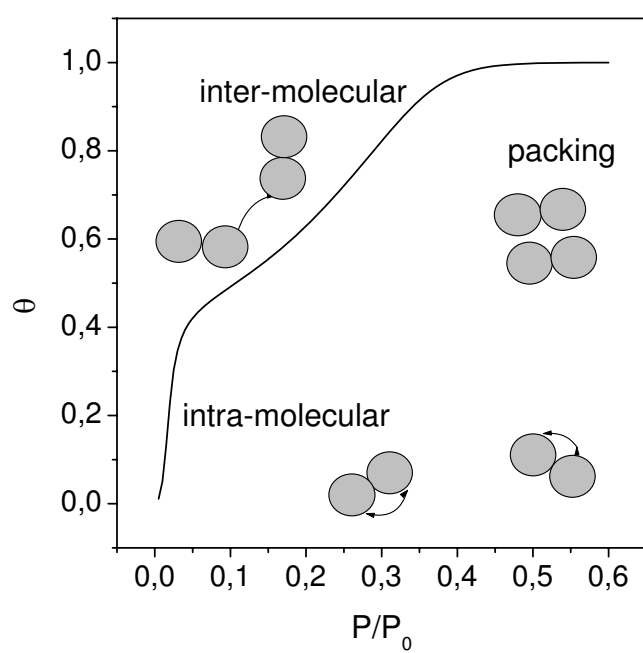 1,0
inter-molecular
0,8
packing
0,6
θ
0,4
0,2
intra-molecular
0,0
0,0 0,1 0,2 0,3 0,4 0,5 0,6
P/P₀